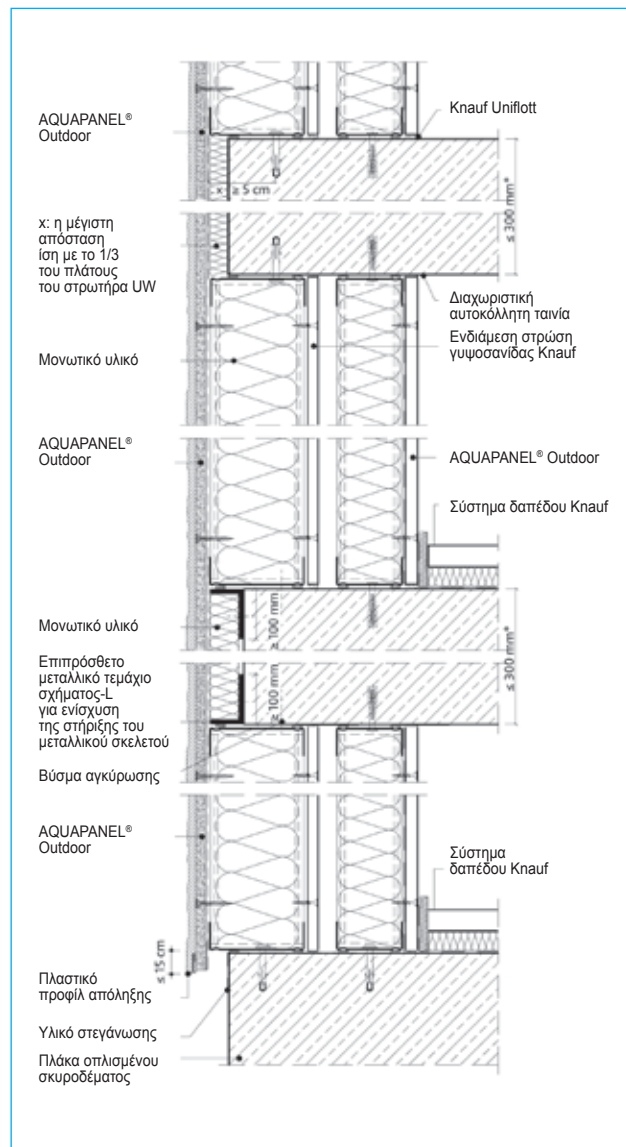 AQUAPANEL®
Outdoor
Knauf Uniflott
x : ≥ 5 cm
≤ 300 mm*
x: η μέγιστη
απόσταση
ίση με το 1/3
του πλάτους
του στρωτήρα UW
Διαχωριστική
αυτοκόλλητη ταινία
Ενδιάμεση στρώση
γυψοσανίδας Knauf
Μονωτικό υλικό
AQUAPANEL®
Outdoor
AQUAPANEL® Outdoor
Σύστημα δαπέδου Knauf
Μονωτικό υλικό
≥ 100 mm
≥ 100 mm
≤ 300 mm*
Επιπρόσθετο
μεταλλικό τεμάχιο
σχήματος-L
για ενίσχυση
της στήριξης του
μεταλλικού σκελετού
Βύσμα αγκύρωσης
AQUAPANEL®
Outdoor
Σύστημα
δαπέδου Knauf
≤ 15 cm
Πλαστικό
προφίλ απόληξης
Υλικό στεγάνωσης
Πλάκα οπλισμένου
σκυροδέματος